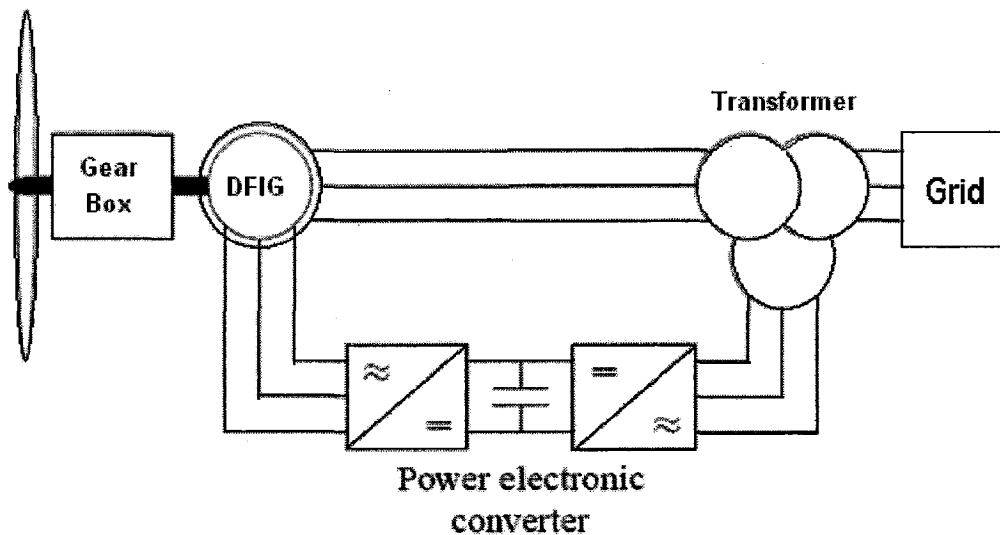 Transformer
Gear
Box
DFIG
Grid
≈
=
=
≈
Power electronic
converter